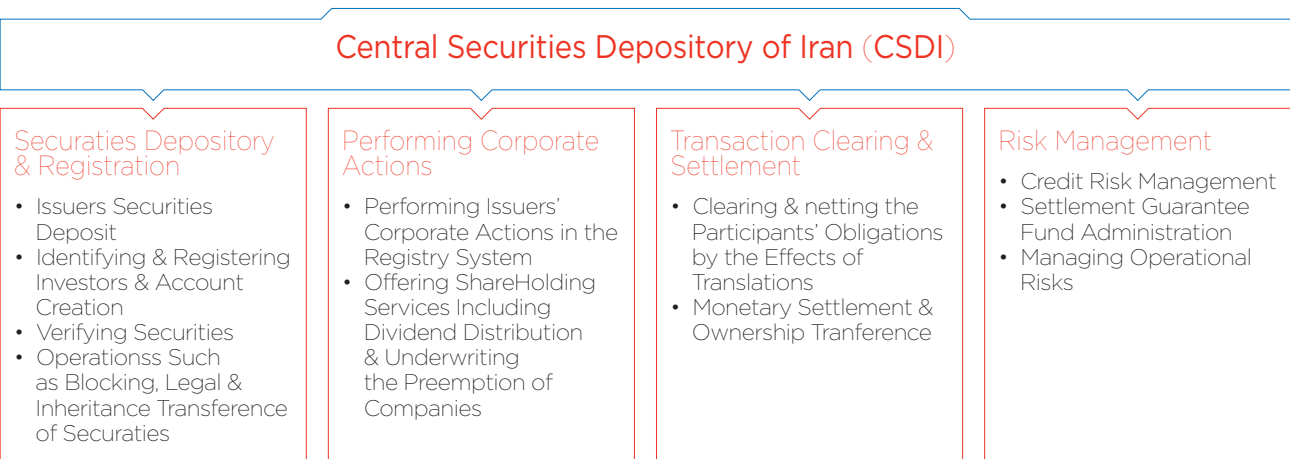 Central Securities Depository of Iran (CSDI)
Securaties Depository
& Registration
• Issuers Securities
Deposit
• Identifying & Registering
Investors & Account
Creation
• Verifying Securities
• Operationss Such
as Blocking, Legal &
Inheritance Transference
of Securaties
Performing Corporate
Actions
• Performing Issuers’
Corporate Actions in the
Registry System
• Offering ShareHolding
Services Including
Dividend Distribution
& Underwriting
the Preemption of
Companies
Transaction Clearing &
Settlement
• Clearing & netting the
Participants’ Obligations
by the Effects of
Translations
• Monetary Settlement &
Ownership Tranference
Risk Management
• Credit Risk Management
• Settlement Guarantee
Fund Administration
• Managing Operational
Risks